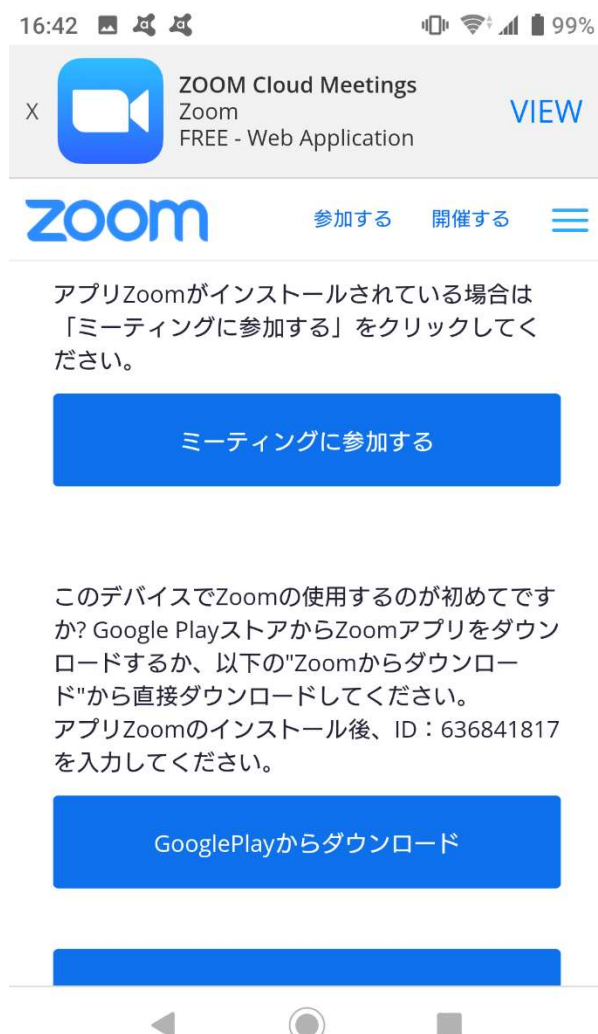 16:42
99%
X
ZOOM Cloud Meetings
Zoom
FREE - Web Application
VIEW
zoom
参加する
開催する
アプリZoomがインストールされている場合は
「ミーティングに参加する」をクリックしてく
ださい。
ミーティングに参加する
このデバイスでZoomの使用するのが初めてです
か? Google PlayストアからZoomアプリをダウン
ロードするか、以下の"Zoomからダウンロー
ド"から直接ダウンロードしてください。
アプリZoomのインストール後、ID：636841817
を入力してください。
GooglePlayからダウンロード